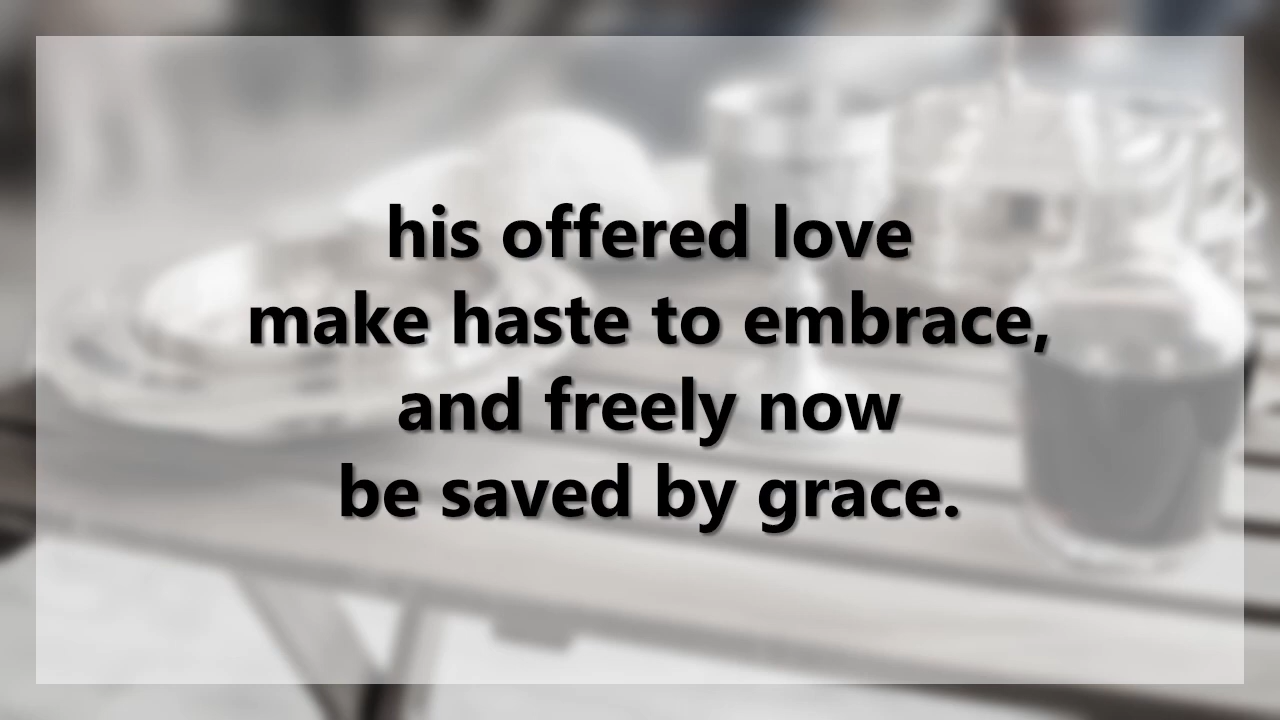 his offered love
make haste to embrace,
and freely now
be saved by grace.